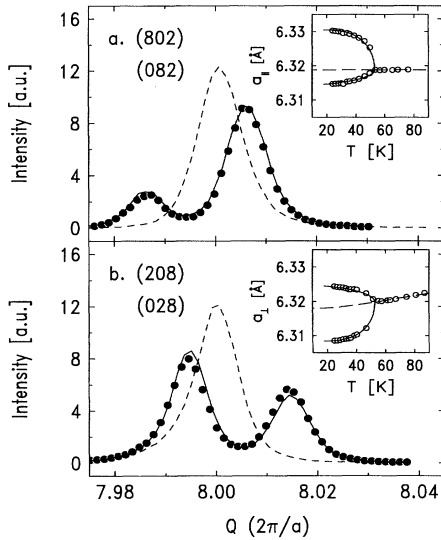 a. (802)
(082)
Intensity [a.u.]
16
12
8
4
0
a∥ [Å]
6.33
6.32
6.31
20 40 60 80
T [K]
b. (208)
(028)
Intensity [a.u.]
12
8
4
0
a⊥ [Å]
6.33
6.32
6.31
20 40 60 80
T [K]
7.98 8.00 8.02 8.04
Q (2π/a)